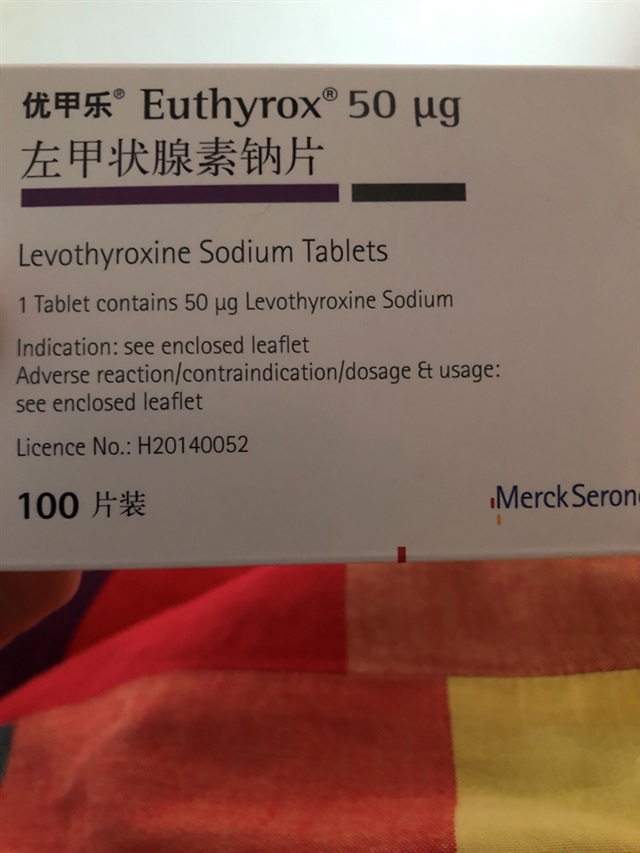 优甲乐® Euthyrox® 50 µg
左甲状腺素钠片
Levothyroxine Sodium Tablets
1 Tablet contains 50 µg Levothyroxine Sodium
Indication: see enclosed leaflet
Adverse reaction/contraindication/dosage & usage:
see enclosed leaflet
Licence No.: H20140052
100 片装
Merck Seron